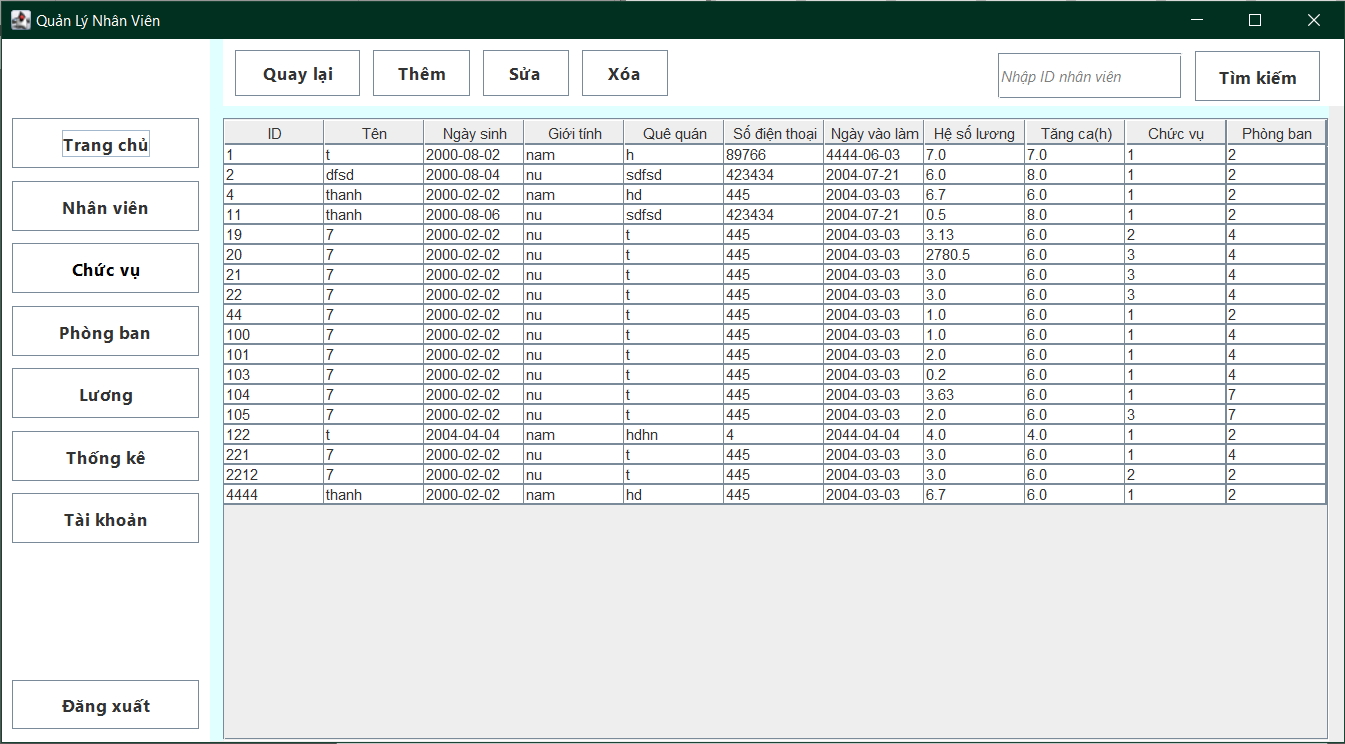 Quản Lý Nhân Viên
Quay lại Thêm Sửa Xóa Nhập ID nhân viên Tìm kiếm
Trang chủ
Nhân viên
Chức vụ
Phòng ban
Lương
Thống kê
Tài khoản
Đăng xuất
ID Tên Ngày sinh Giới tính Quê quán Số điện thoại Ngày vào làm Hệ số lương Tăng ca(h) Chức vụ Phòng ban
1 t 2000-08-02 nam h 89766 4444-06-03 7.0 7.0 1 2
2 dfsd 2000-08-04 nu sdfsd 423434 2004-07-21 6.0 8.0 1 2
4 thanh 2000-02-02 nam hd 445 2004-03-03 6.7 6.0 1 2
11 thanh 2000-08-06 nu sdfsd 423434 2004-07-21 0.5 8.0 1 2
19 7 2000-02-02 nu t 445 2004-03-03 3.13 6.0 2 4
20 7 2000-02-02 nu t 445 2004-03-03 2780.5 6.0 3 4
21 7 2000-02-02 nu t 445 2004-03-03 3.0 6.0 3 4
22 7 2000-02-02 nu t 445 2004-03-03 3.0 6.0 3 4
44 7 2000-02-02 nu t 445 2004-03-03 1.0 6.0 1 2
100 7 2000-02-02 nu t 445 2004-03-03 1.0 6.0 1 4
101 7 2000-02-02 nu t 445 2004-03-03 2.0 6.0 1 4
103 7 2000-02-02 nu t 445 2004-03-03 0.2 6.0 1 4
104 7 2000-02-02 nu t 445 2004-03-03 3.63 6.0 1 7
105 7 2000-02-02 nu t 445 2004-03-03 2.0 6.0 3 7
122 t 2004-04-04 nam hdhn 4 2044-04-04 4.0 4.0 1 2
221 7 2000-02-02 nu t 445 2004-03-03 3.0 6.0 1 4
2212 7 2000-02-02 nu t 445 2004-03-03 3.0 6.0 2 2
4444 thanh 2000-02-02 nam hd 445 2004-03-03 6.7 6.0 1 2